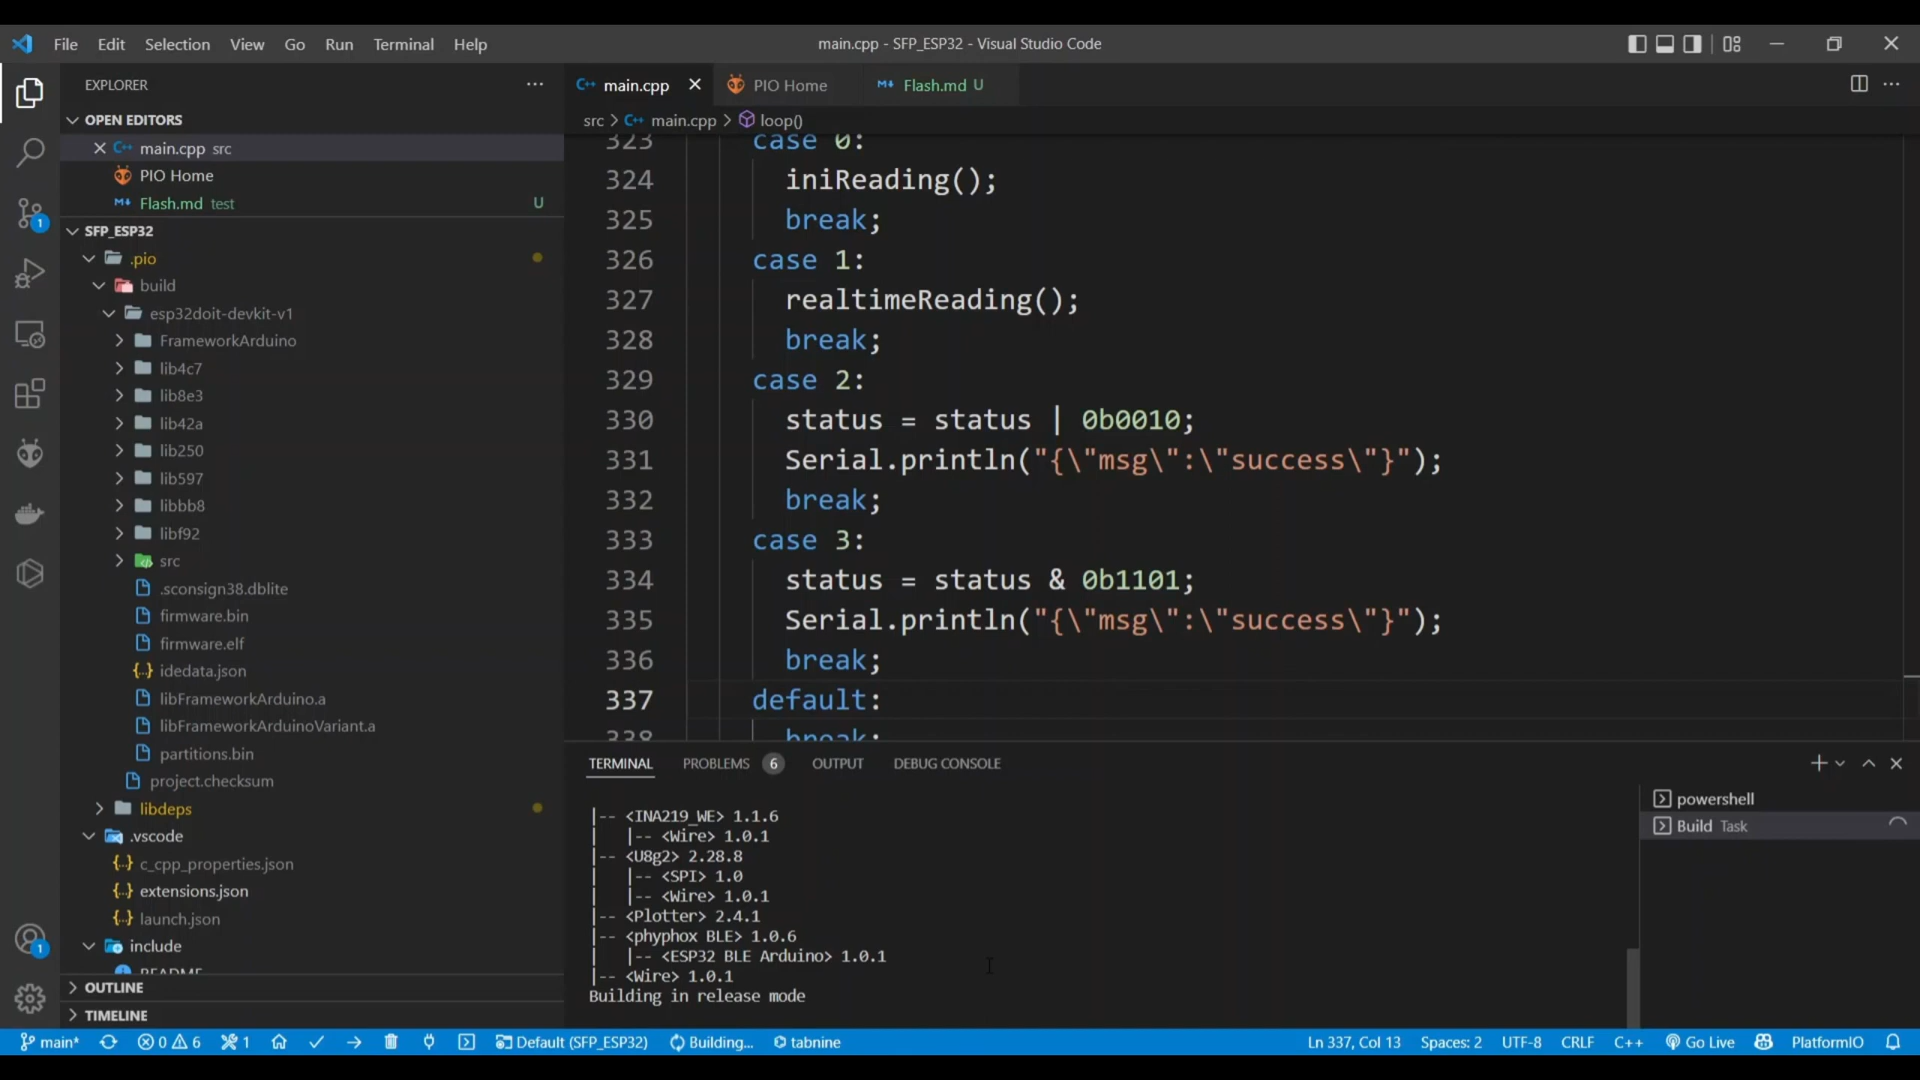 File Edit Selection View Go Run Terminal Help
main.cpp - SFP_ESP32 - Visual Studio Code
EXPLORER
OPEN EDITORS
main.cpp src
PIO Home
Flash.md test U
SFP_ESP32
.pio
build
esp32doit-devkit-v1
FrameworkArduino
lib4c7
lib8e3
lib42a
lib250
lib597
libbb8
libf92
src
.sconsign38.dblite
firmware.bin
firmware.elf
idedata.json
libFrameworkArduino.a
libFrameworkArduinoVariant.a
partitions.bin
project.checksum
libdeps
.vscode
c_cpp_properties.json
extensions.json
launch.json
include
README
OUTLINE
TIMELINE
1
1
main.cpp
PIO Home
Flash.md U
src > main.cpp > loop()
323 case 0:
324 iniReading();
325 break;
326 case 1:
327 realtimeReading();
328 break;
329 case 2:
330 status = status | 0b0010;
331 Serial.println("{\"msg\":\"success\"}");
332 break;
333 case 3:
334 status = status & 0b1101;
335 Serial.println("{\"msg\":\"success\"}");
336 break;
337 default:
338 break;
TERMINAL PROBLEMS 6 OUTPUT DEBUG CONSOLE
|-- <INA219_WE> 1.1.6
| |-- <Wire> 1.0.1
|-- <U8g2> 2.28.8
| |-- <SPI> 1.0
| |-- <Wire> 1.0.1
|-- <Plotter> 2.4.1
|-- <phyphox BLE> 1.0.6
| |-- <ESP32 BLE Arduino> 1.0.1
|-- <Wire> 1.0.1
Building in release mode
powershell
Build Task
main* 0 6 1 Default (SFP_ESP32) Building... tabnine Ln 337, Col 13 Spaces: 2 UTF-8 CRLF C++ Go Live PlatformIO